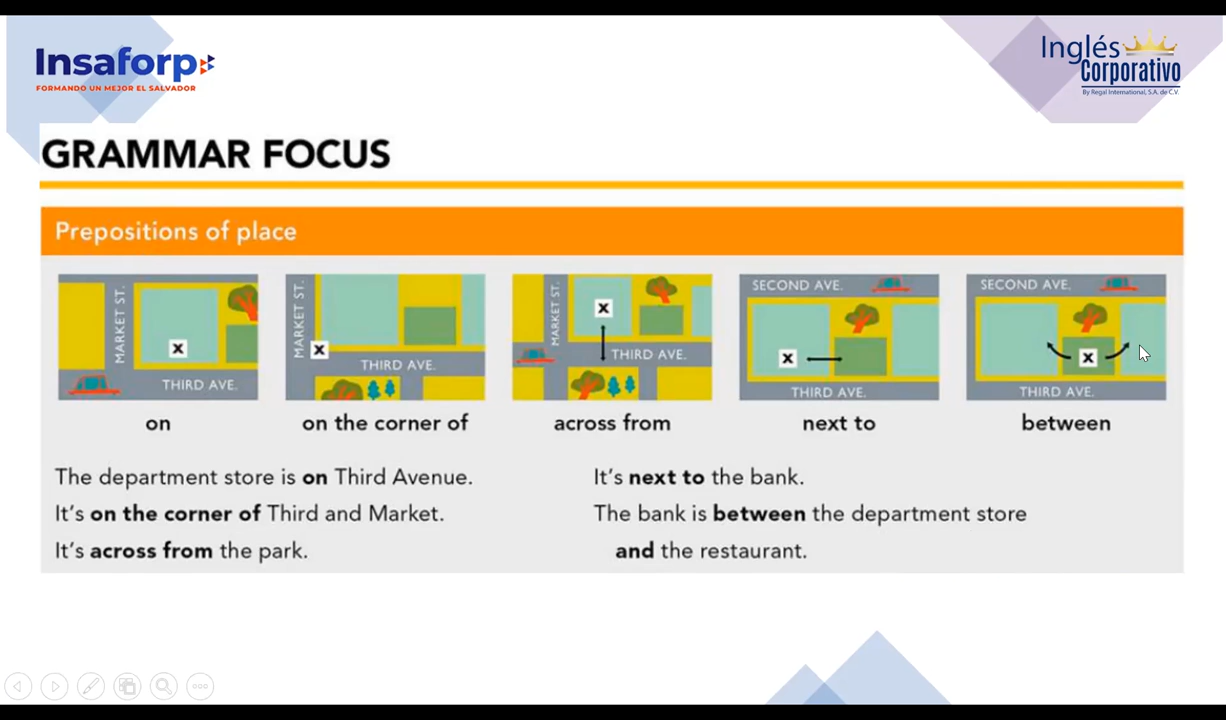 Insaforp
FORMANDO UN MEJOR EL SALVADOR
Inglés
Corporativo
By Regal International, S.A. de C.V.
GRAMMAR FOCUS
Prepositions of place
MARKET ST.
X
THIRD AVE.
on
MARKET ST.
X
THIRD AVE.
on the corner of
MARKET ST.
X
THIRD AVE.
across from
SECOND AVE.
X
THIRD AVE.
next to
SECOND AVE.
X
THIRD AVE.
between
The department store is on Third Avenue.
It's on the corner of Third and Market.
It's across from the park.
It's next to the bank.
The bank is between the department store
and the restaurant.